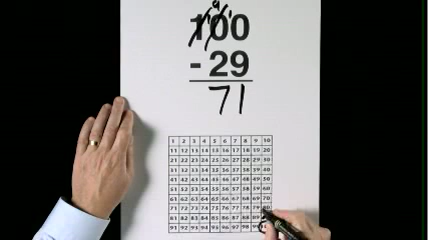 100
- 29
71
1 2 3 4 5 6 7 8 9 10
11 12 13 14 15 16 17 18 19 20
21 22 23 24 25 26 27 28 29 30
31 32 33 34 35 36 37 38 39 40
41 42 43 44 45 46 47 48 49 50
51 52 53 54 55 56 57 58 59 60
61 62 63 64 65 66 67 68 69 70
73 74 75 76 77 78 79
81 82 83 84 85 86 87 88
91 92 93 94 95 96 97 98